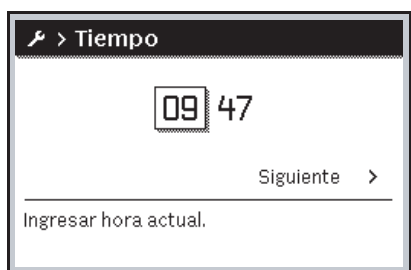 > Tiempo
09 47
Siguiente >
Ingresar hora actual.